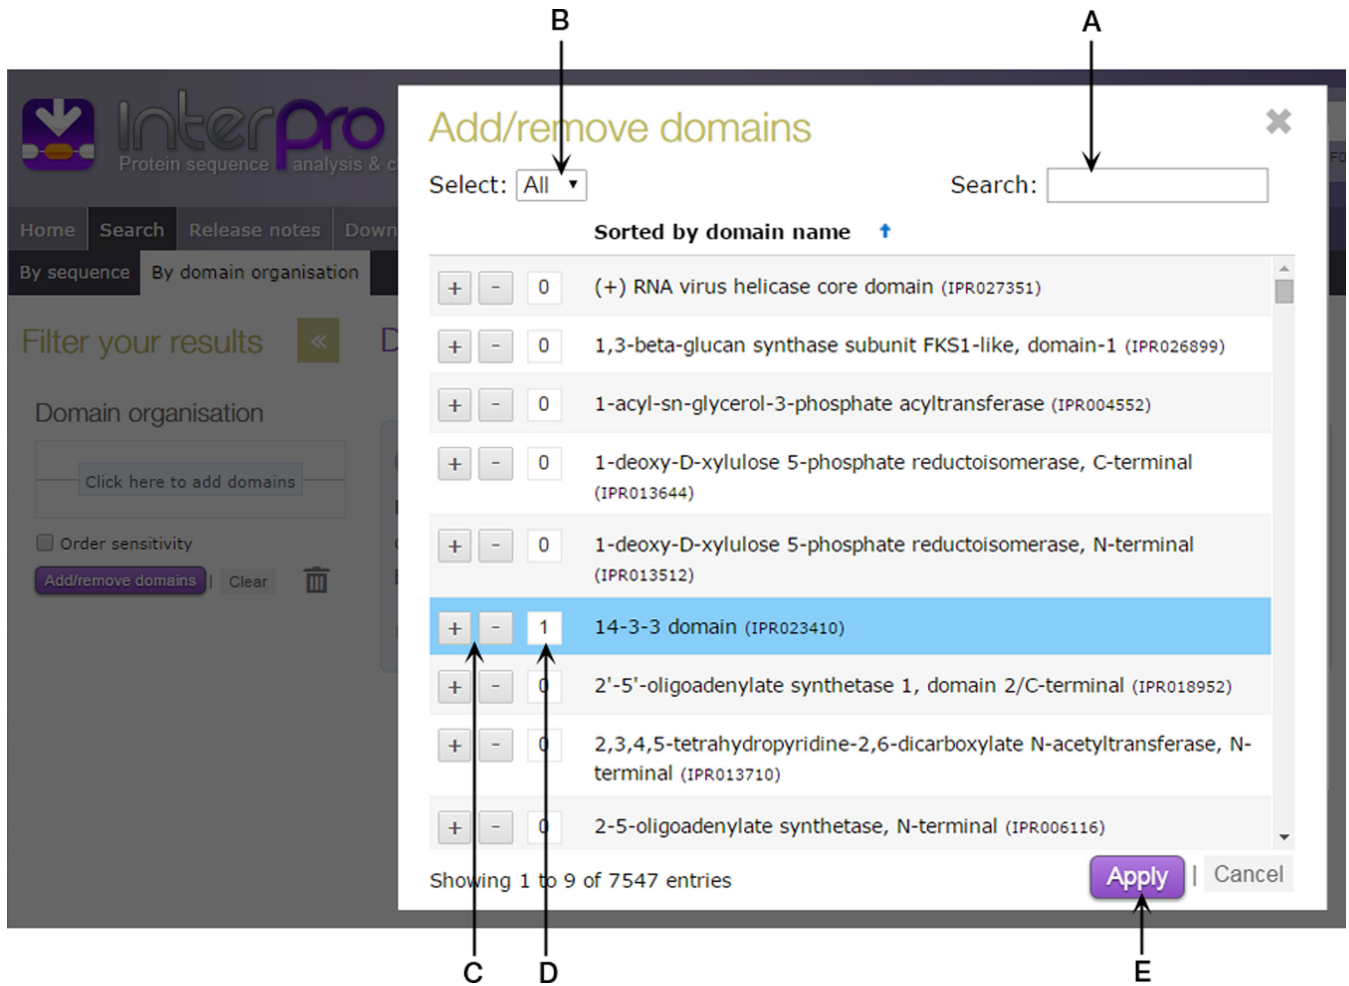 B
A
InterPro
Protein sequence analysis & c
Home Search Release notes Down
By sequence By domain organisation
Filter your results «
Domain organisation
Click here to add domains
Order sensitivity
Add/remove domains | Clear
Add/remove domains
Select: All
Search:
Sorted by domain name
+ - 0 (+) RNA virus helicase core domain (IPR027351)
+ - 0 1,3-beta-glucan synthase subunit FKS1-like, domain-1 (IPR026899)
+ - 0 1-acyl-sn-glycerol-3-phosphate acyltransferase (IPR004552)
+ - 0 1-deoxy-D-xylulose 5-phosphate reductoisomerase, C-terminal
(IPR013644)
+ - 0 1-deoxy-D-xylulose 5-phosphate reductoisomerase, N-terminal
(IPR013512)
+ - 1 14-3-3 domain (IPR023410)
+ - 0 2'-5'-oligoadenylate synthetase 1, domain 2/C-terminal (IPR018952)
+ - 0 2,3,4,5-tetrahydropyridine-2,6-dicarboxylate N-acetyltransferase, N-
terminal (IPR013710)
+ - 0 2-5-oligoadenylate synthetase, N-terminal (IPR006116)
Showing 1 to 9 of 7547 entries
Apply | Cancel
C
D
E